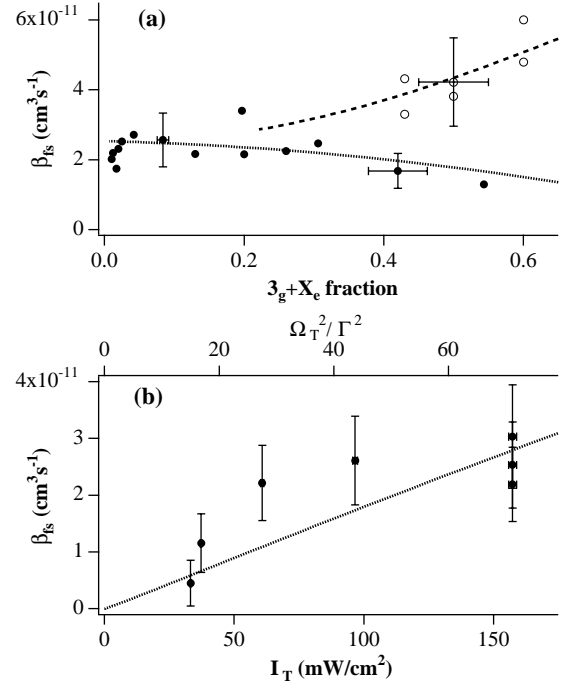 (a)
6x10⁻¹¹
4
2
0
β_fs (cm³s⁻¹)
0.0 0.2 0.4 0.6
3_g+X_e fraction
Ω_T²/Γ²
0 20 40 60
(b)
4x10⁻¹¹
3
2
1
0
β_fs (cm³s⁻¹)
0 50 100 150
I_T (mW/cm²)